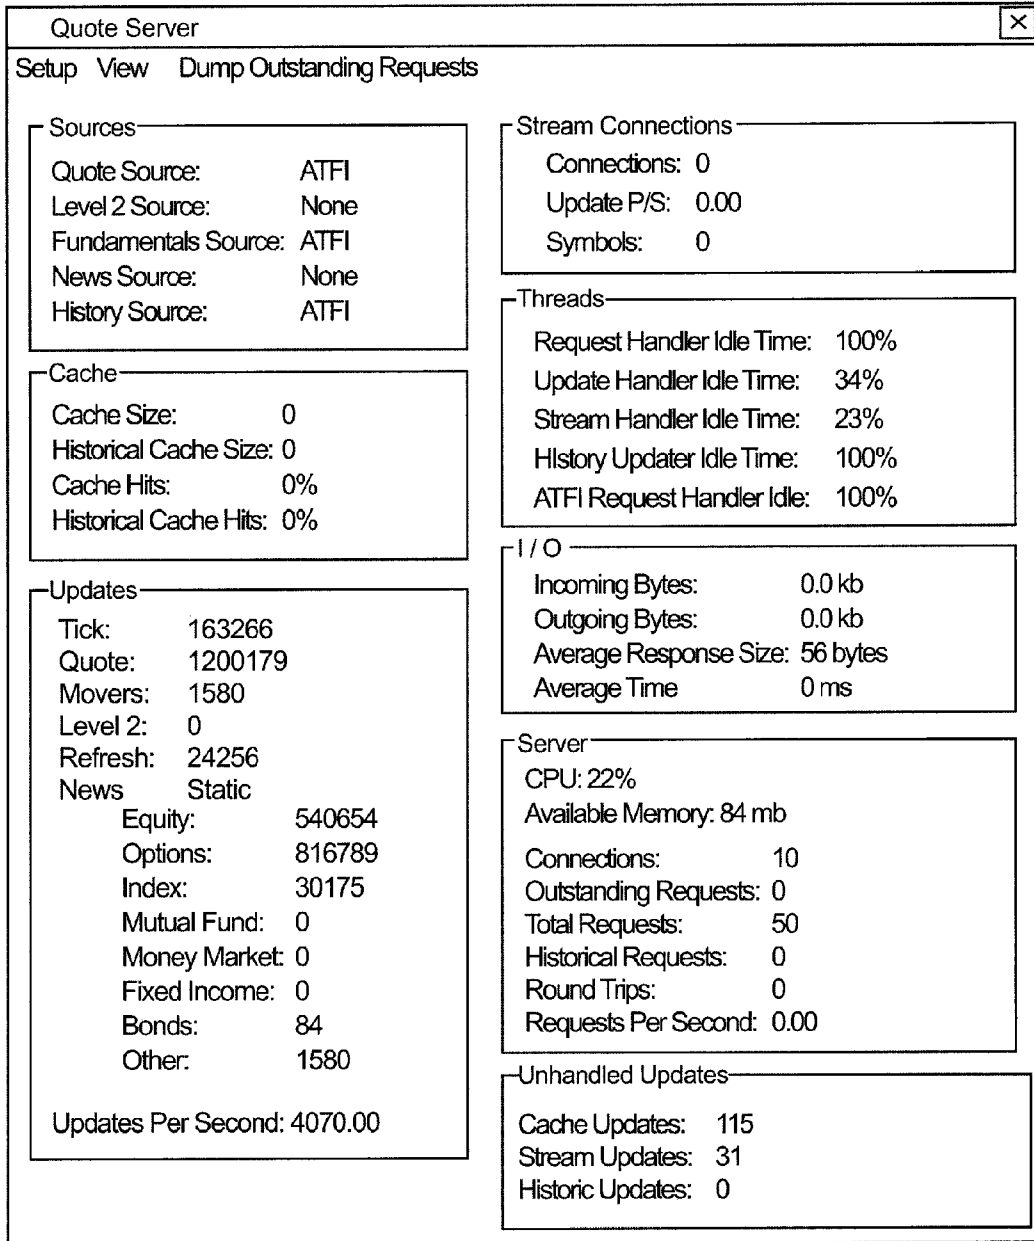 Quote Server
Setup View Dump Outstanding Requests
Sources
Quote Source: ATFI
Level 2 Source: None
Fundamentals Source: ATFI
News Source: None
History Source: ATFI
Cache
Cache Size: 0
Historical Cache Size: 0
Cache Hits: 0%
Historical Cache Hits: 0%
Updates
Tick: 163266
Quote: 1200179
Movers: 1580
Level 2: 0
Refresh: 24256
News Static
Equity: 540654
Options: 816789
Index: 30175
Mutual Fund: 0
Money Market: 0
Fixed Income: 0
Bonds: 84
Other: 1580
Updates Per Second: 4070.00
Stream Connections
Connections: 0
Update P/S: 0.00
Symbols: 0
Threads
Request Handler Idle Time: 100%
Update Handler Idle Time: 34%
Stream Handler Idle Time: 23%
HIstory Updater Idle Time: 100%
ATFI Request Handler Idle: 100%
I / O
Incoming Bytes: 0.0 kb
Outgoing Bytes: 0.0 kb
Average Response Size: 56 bytes
Average Time 0 ms
Server
CPU: 22%
Available Memory: 84 mb
Connections: 10
Outstanding Requests: 0
Total Requests: 50
Historical Requests: 0
Round Trips: 0
Requests Per Second: 0.00
Unhandled Updates
Cache Updates: 115
Stream Updates: 31
Historic Updates: 0